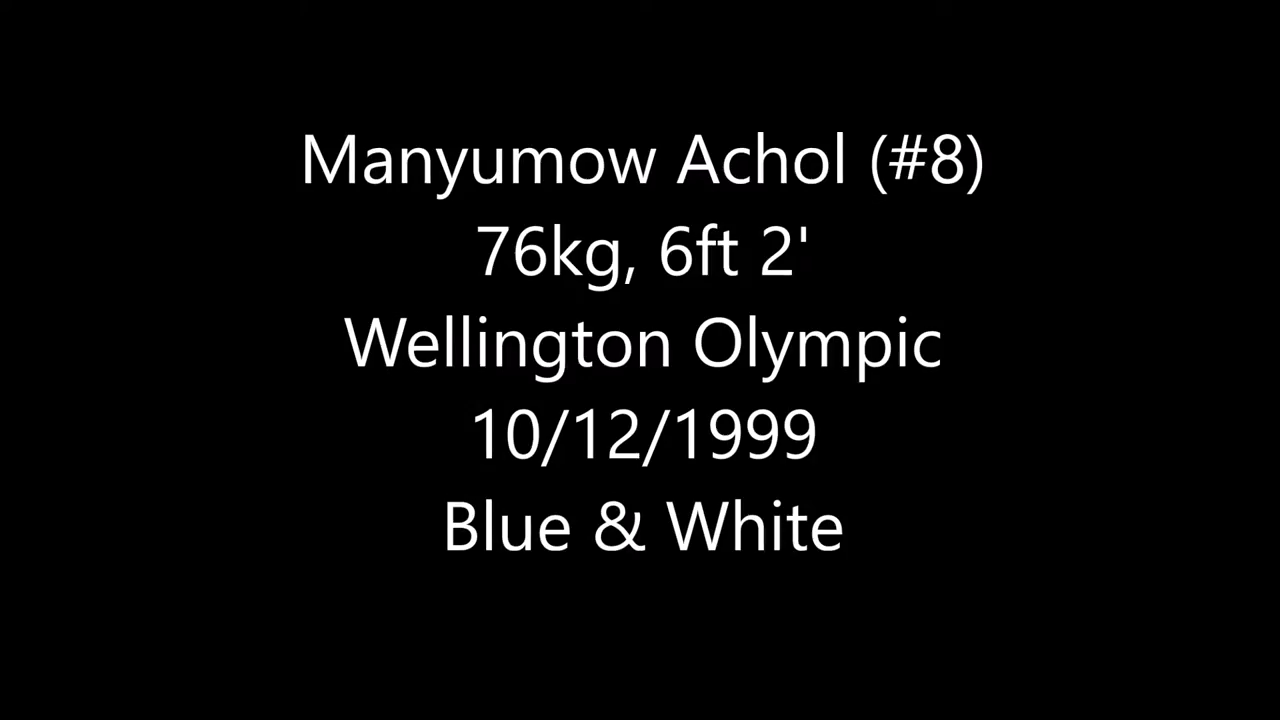 Manyumow Achol (#8)
76kg, 6ft 2'
Wellington Olympic
10/12/1999
Blue & White